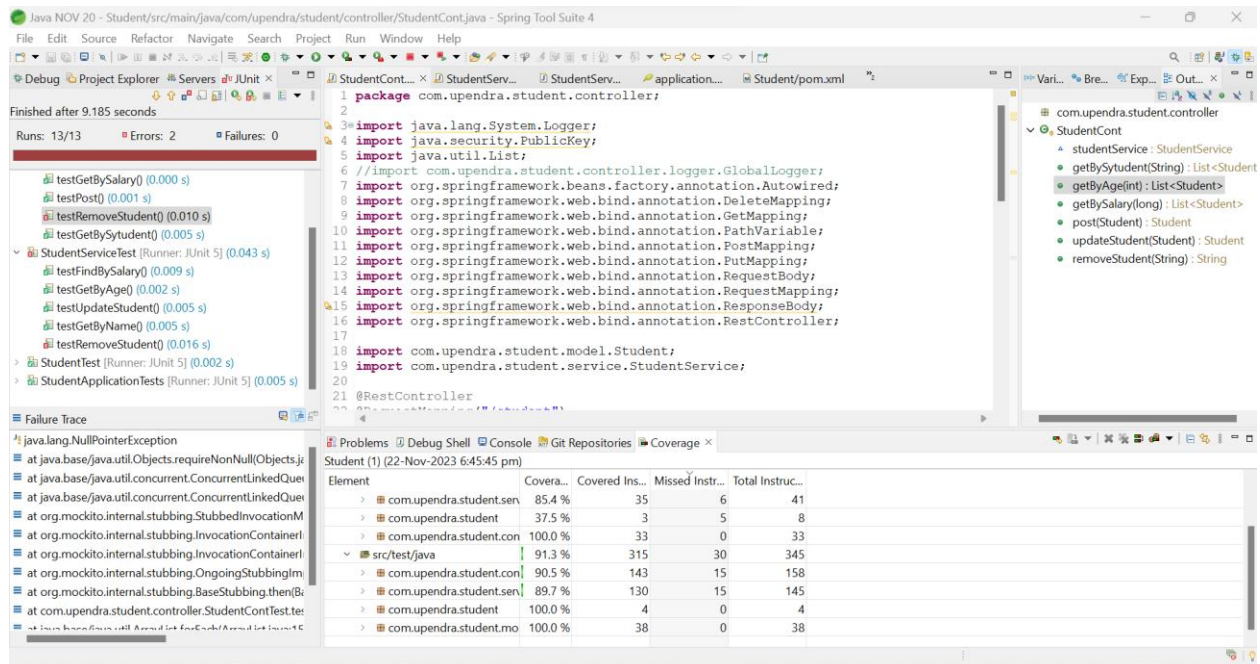 Java NOV 20 - Student/src/main/java/com/upendra/student/controller/StudentCont.java - Spring Tool Suite 4
File Edit Source Refactor Navigate Search Project Run Window Help
Debug Project Explorer Servers JUnit
Finished after 9.185 seconds
Runs: 13/13 Errors: 2 Failures: 0
testGetBySalary() (0.000 s)
testPost() (0.001 s)
testRemoveStudent() (0.010 s)
testGetBySytudent() (0.005 s)
StudentServiceTest [Runner: JUnit 5] (0.043 s)
testFindBySalary() (0.009 s)
testGetByAge() (0.002 s)
testUpdateStudent() (0.005 s)
testGetByName() (0.005 s)
testRemoveStudent() (0.016 s)
StudentTest [Runner: JUnit 5] (0.002 s)
StudentApplicationTests [Runner: JUnit 5] (0.005 s)
Failure Trace
java.lang.NullPointerException
at java.base/java.util.Objects.requireNonNull(Objects.ja
at java.base/java.util.concurrent.ConcurrentLinkedQueu
at java.base/java.util.concurrent.ConcurrentLinkedQueu
at org.mockito.internal.stubbing.StubbedInvocationM
at org.mockito.internal.stubbing.InvocationContainerI
at org.mockito.internal.stubbing.InvocationContainerI
at org.mockito.internal.stubbing.OngoingStubbingIm
at org.mockito.internal.stubbing.BaseStubbing.then(Ba
at com.upendra.student.controller.StudentContTest.tes
StudentCont... StudentServ... StudentServ... application.... Student/pom.xml
1 package com.upendra.student.controller;
2
3 import java.lang.System.Logger;
4 import java.security.PublicKey;
5 import java.util.List;
6 //import com.upendra.student.controller.logger.GlobalLogger;
7 import org.springframework.beans.factory.annotation.Autowired;
8 import org.springframework.web.bind.annotation.DeleteMapping;
9 import org.springframework.web.bind.annotation.GetMapping;
10 import org.springframework.web.bind.annotation.PathVariable;
11 import org.springframework.web.bind.annotation.PostMapping;
12 import org.springframework.web.bind.annotation.PutMapping;
13 import org.springframework.web.bind.annotation.RequestBody;
14 import org.springframework.web.bind.annotation.RequestMapping;
15 import org.springframework.web.bind.annotation.ResponseBody;
16 import org.springframework.web.bind.annotation.RestController;
17
18 import com.upendra.student.model.Student;
19 import com.upendra.student.service.StudentService;
20
21 @RestController
Problems Debug Shell Console Git Repositories Coverage
Student (1) (22-Nov-2023 6:45:45 pm)
Element Covera... Covered Ins... Missed Instr... Total Instruc...
com.upendra.student.serv 85.4 % 35 6 41
com.upendra.student 37.5 % 3 5 8
com.upendra.student.con 100.0 % 33 0 33
src/test/java 91.3 % 315 30 345
com.upendra.student.con 90.5 % 143 15 158
com.upendra.student.serv 89.7 % 130 15 145
com.upendra.student 100.0 % 4 0 4
com.upendra.student.mo 100.0 % 38 0 38
Vari... Bre... Exp... Out...
com.upendra.student.controller
StudentCont
studentService : StudentService
getBySytudent(String) : List<Student
getByAge(int) : List<Student>
getBySalary(long) : List<Student>
post(Student) : Student
updateStudent(Student) : Student
removeStudent(String) : String